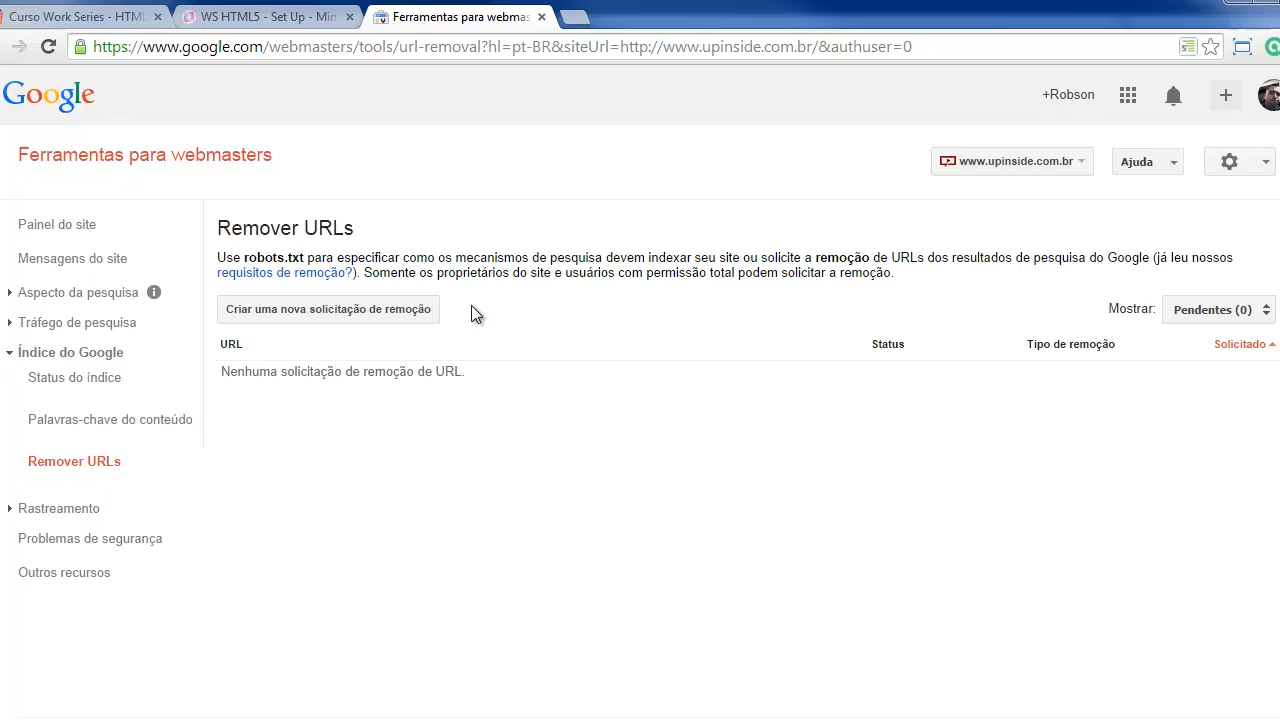 Curso Work Series - HTML
WS HTML5 - Set Up - Min
Ferramentas para webmas
https://www.google.com/webmasters/tools/url-removal?hl=pt-BR&siteUrl=http://www.upinside.com.br/&authuser=0
Google
+Robson
Ferramentas para webmasters
www.upinside.com.br
Ajuda
Painel do site
Mensagens do site
Aspecto da pesquisa
Tráfego de pesquisa
Índice do Google
Status do índice
Palavras-chave do conteúdo
Remover URLs
Rastreamento
Problemas de segurança
Outros recursos
Remover URLs
Use robots.txt para especificar como os mecanismos de pesquisa devem indexar seu site ou solicite a remoção de URLs dos resultados de pesquisa do Google (já leu nossos
requisitos de remoção?). Somente os proprietários do site e usuários com permissão total podem solicitar a remoção.
Criar uma nova solicitação de remoção
Mostrar: Pendentes (0)
URL Status Tipo de remoção Solicitado
Nenhuma solicitação de remoção de URL.